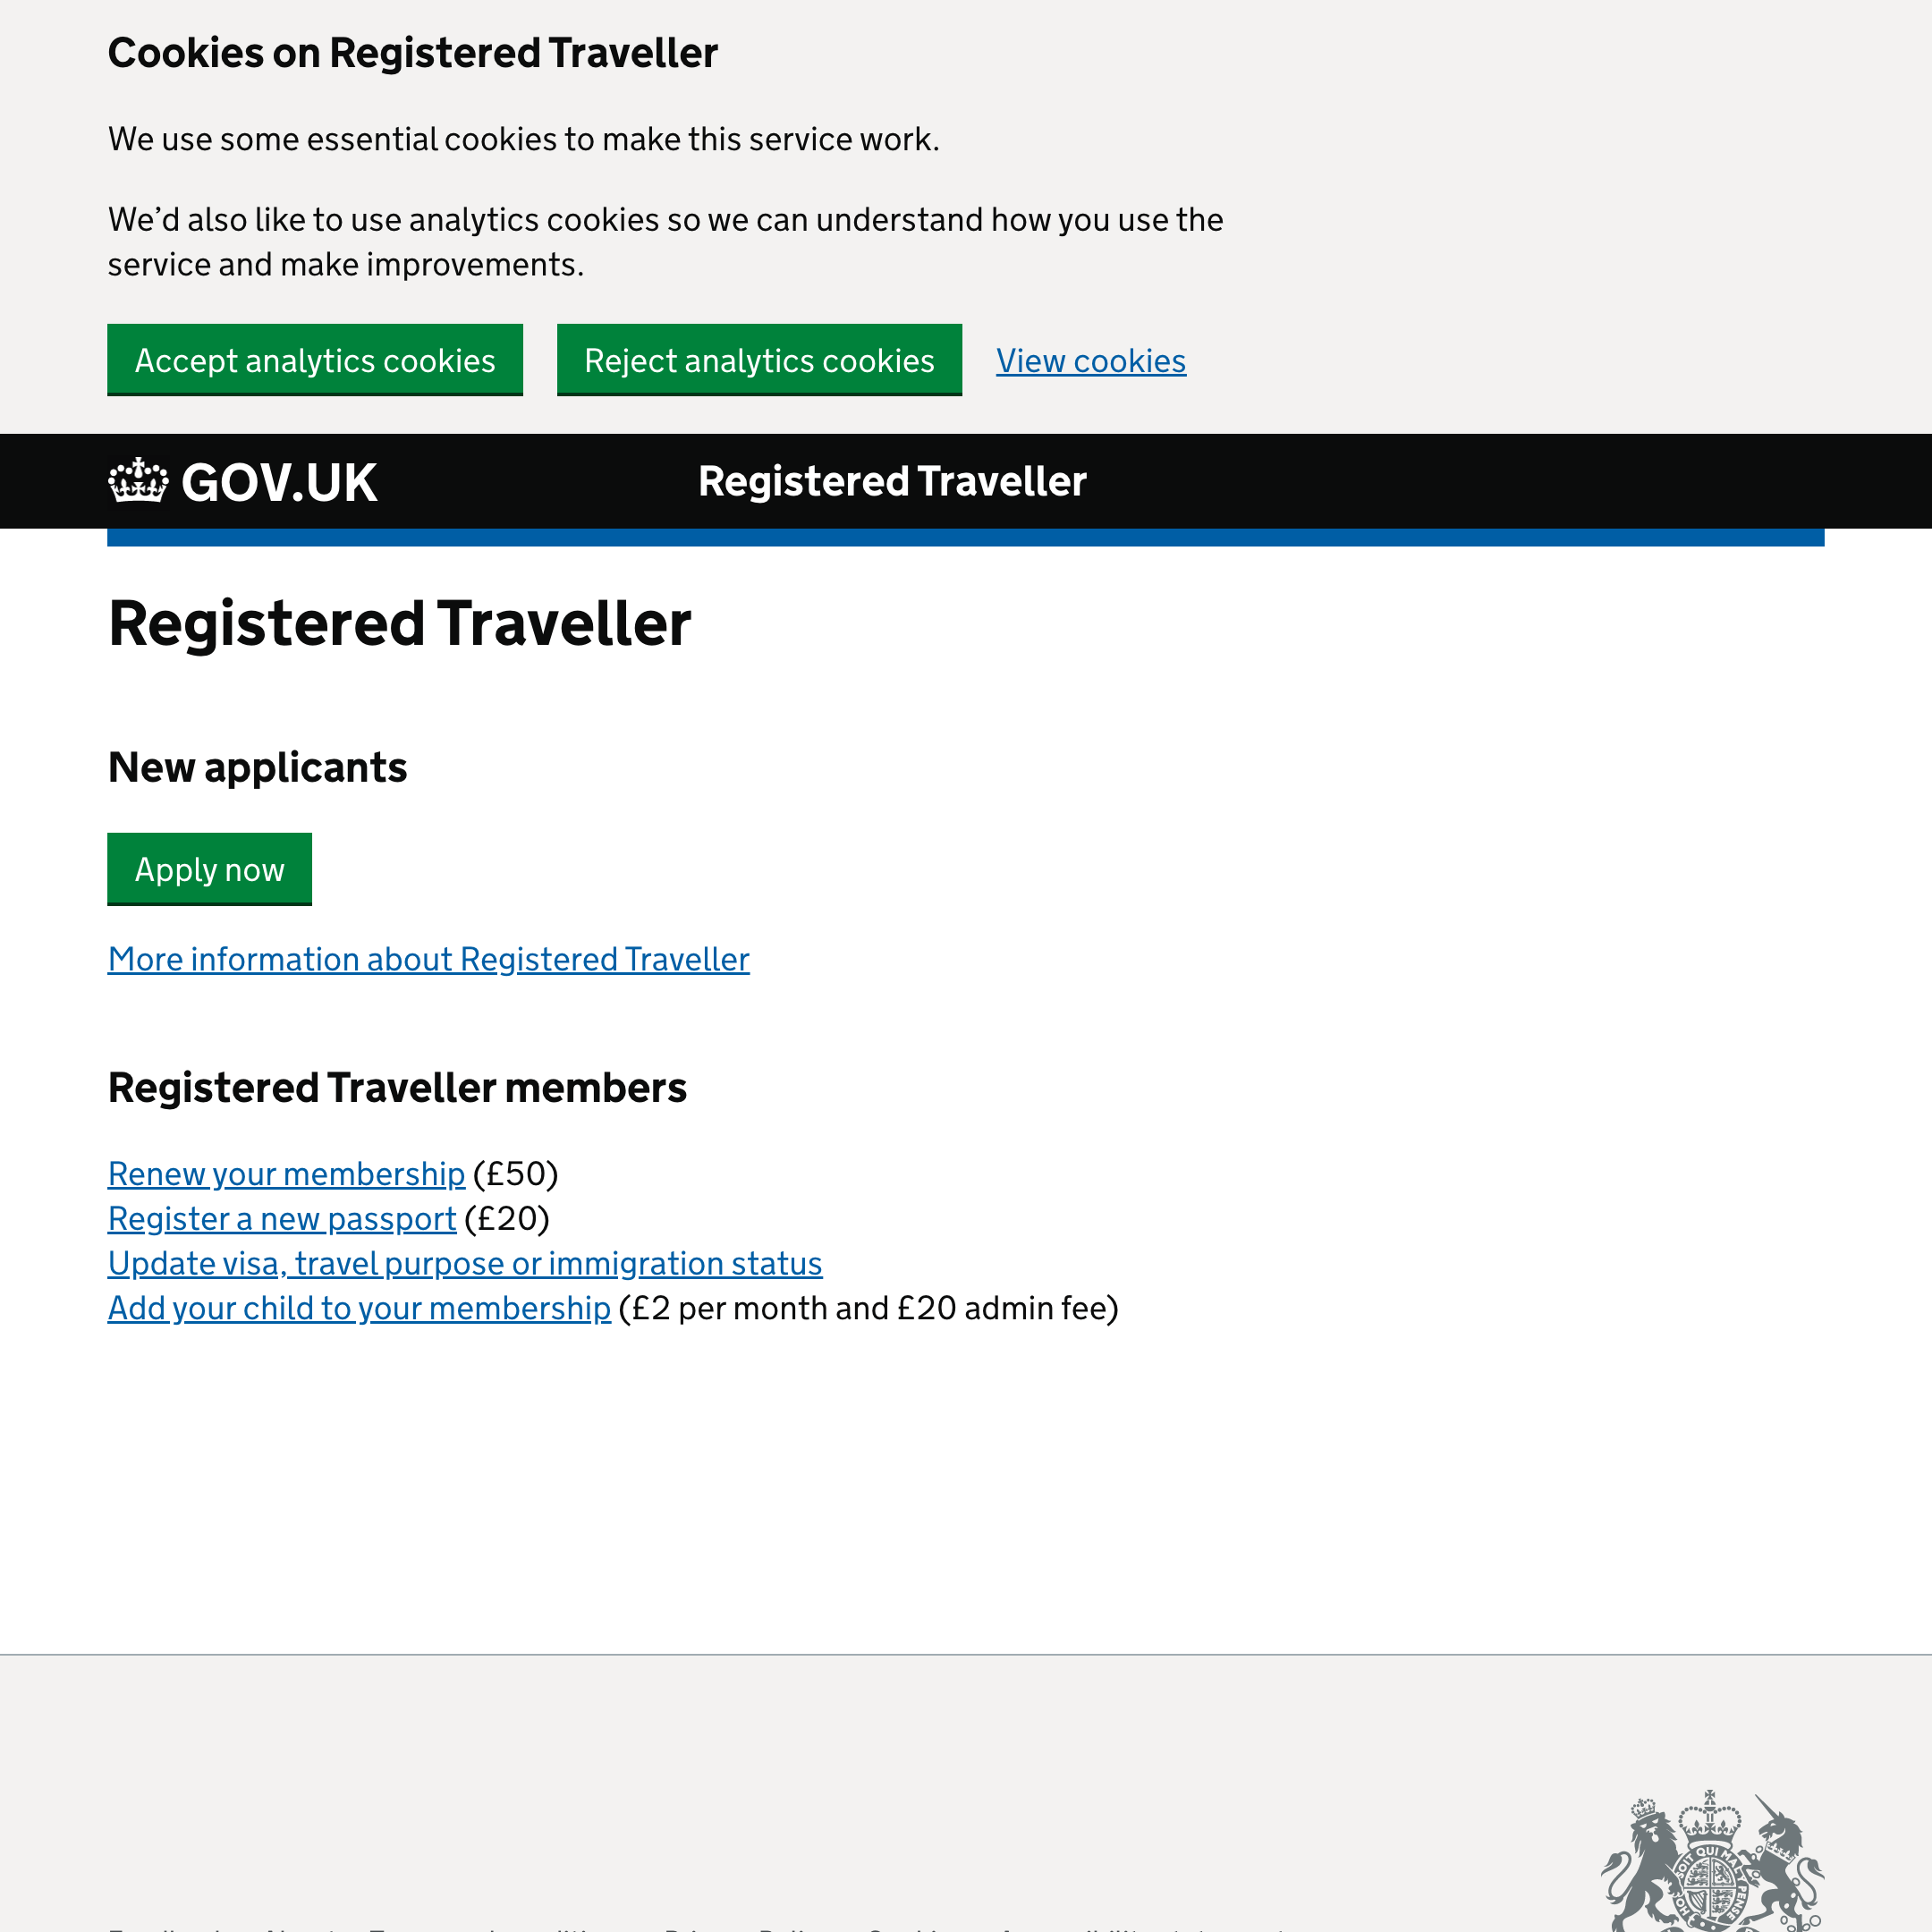 Cookies on Registered Traveller
We use some essential cookies to make this service work.
We’d also like to use analytics cookies so we can understand how you use the
service and make improvements.
Accept analytics cookies Reject analytics cookies View cookies
GOV.UK Registered Traveller
Registered Traveller
New applicants
Apply now
More information about Registered Traveller
Registered Traveller members
Renew your membership (£50)
Register a new passport (£20)
Update visa, travel purpose or immigration status
Add your child to your membership (£2 per month and £20 admin fee)